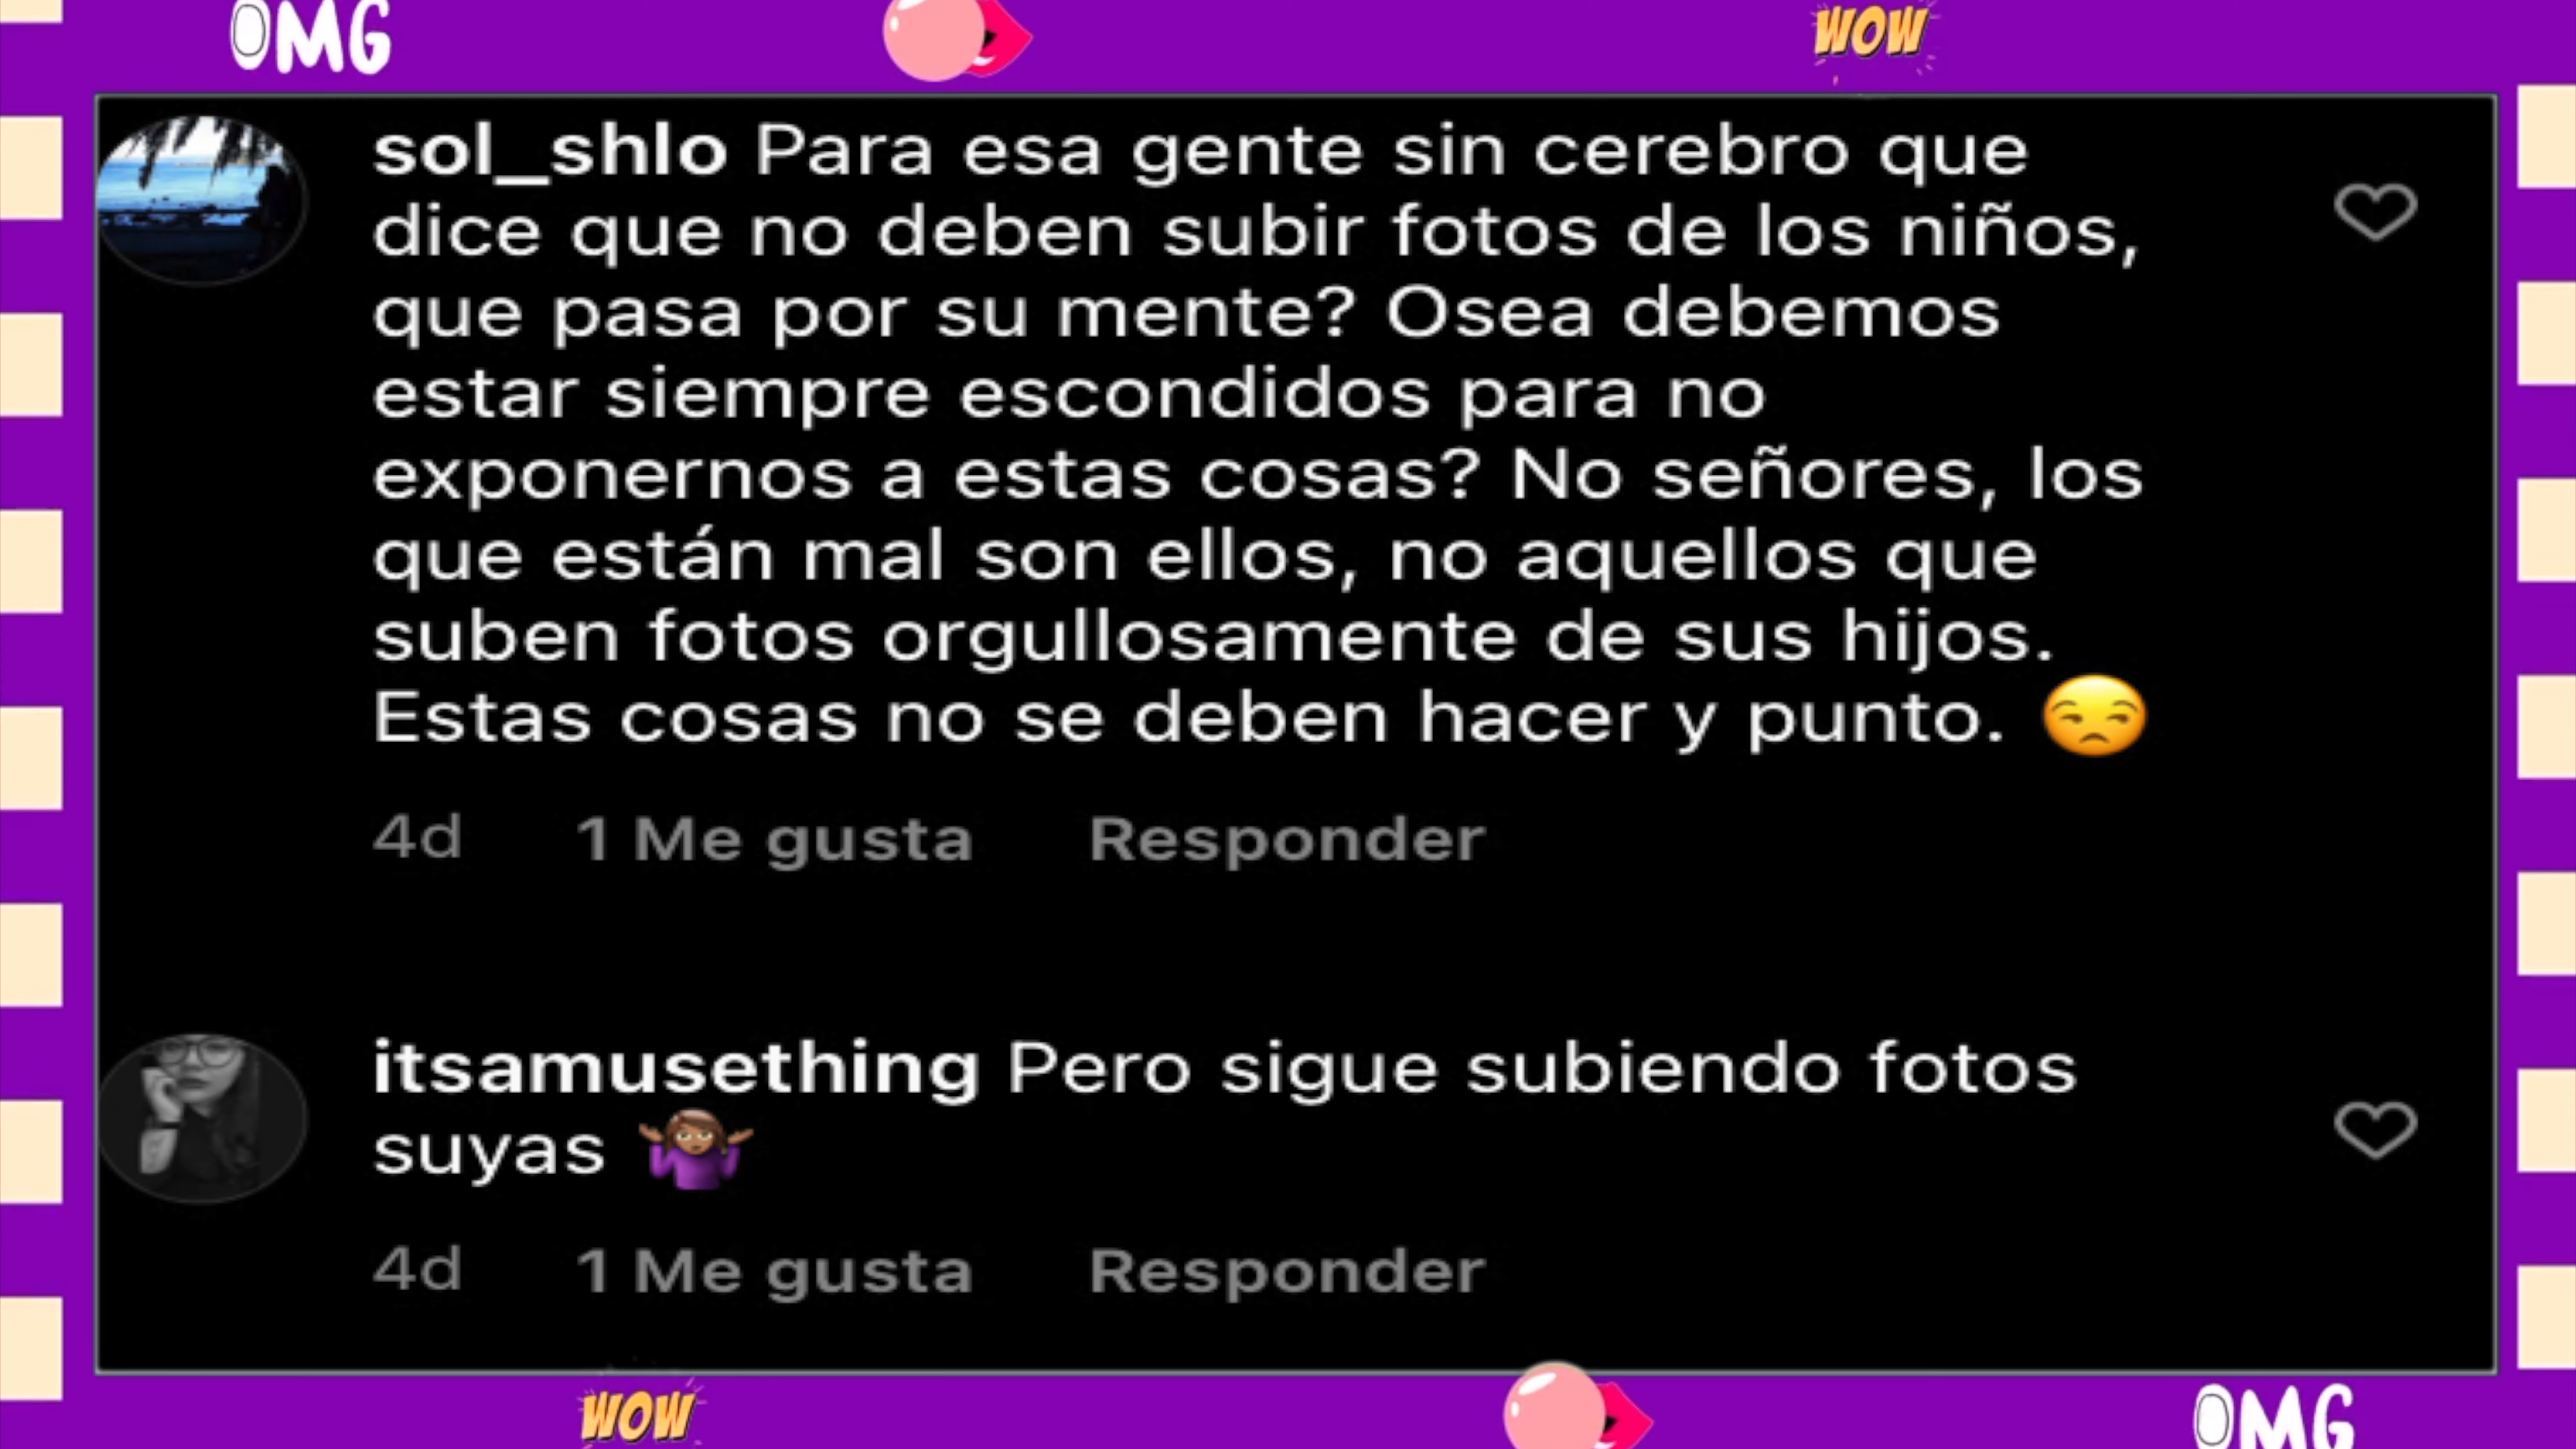 OMG
WOW
sol_shlo Para esa gente sin cerebro que
dice que no deben subir fotos de los niños,
que pasa por su mente? Osea debemos
estar siempre escondidos para no
exponernos a estas cosas? No señores, los
que están mal son ellos, no aquellos que
suben fotos orgullosamente de sus hijos.
Estas cosas no se deben hacer y punto. 😒
4d 1 Me gusta Responder
itsamusething Pero sigue subiendo fotos
suyas 🤷🏽‍♀️
4d 1 Me gusta Responder
WOW
OMG